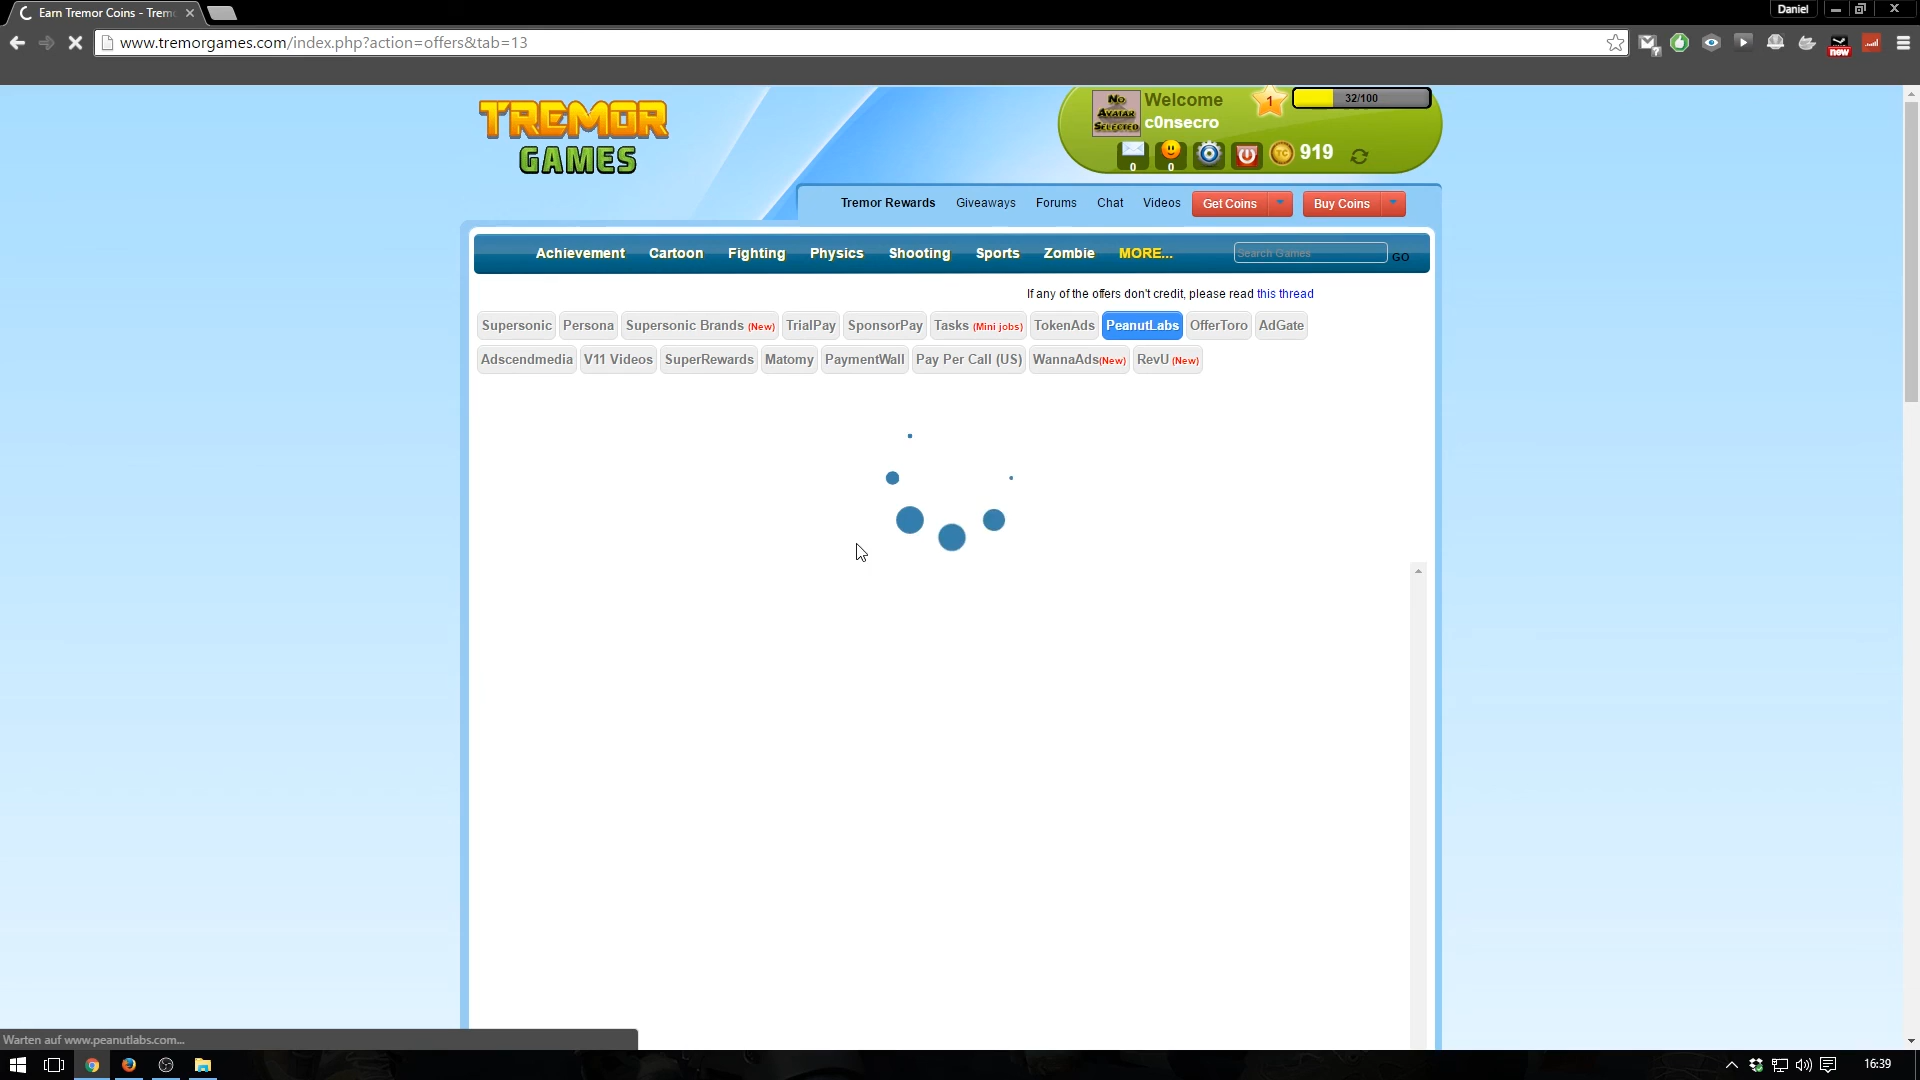 Earn Tremor Coins - Trem
Daniel
www.tremorgames.com/index.php?action=offers&tab=13
new
TREMOR
GAMES
No
Avatar
Selected
Welcome
c0nsecro
1
32/100
0
0
TC
919
Tremor Rewards
Giveaways
Forums
Chat
Videos
Get Coins
Buy Coins
Achievement
Cartoon
Fighting
Physics
Shooting
Sports
Zombie
MORE...
Search Games
GO
If any of the offers don't credit, please read this thread
Supersonic
Persona
Supersonic Brands (New)
TrialPay
SponsorPay
Tasks (Mini jobs)
TokenAds
PeanutLabs
OfferToro
AdGate
Adscendmedia
V11 Videos
SuperRewards
Matomy
PaymentWall
Pay Per Call (US)
WannaAds(New)
RevU (New)
Warten auf www.peanutlabs.com...
16:39